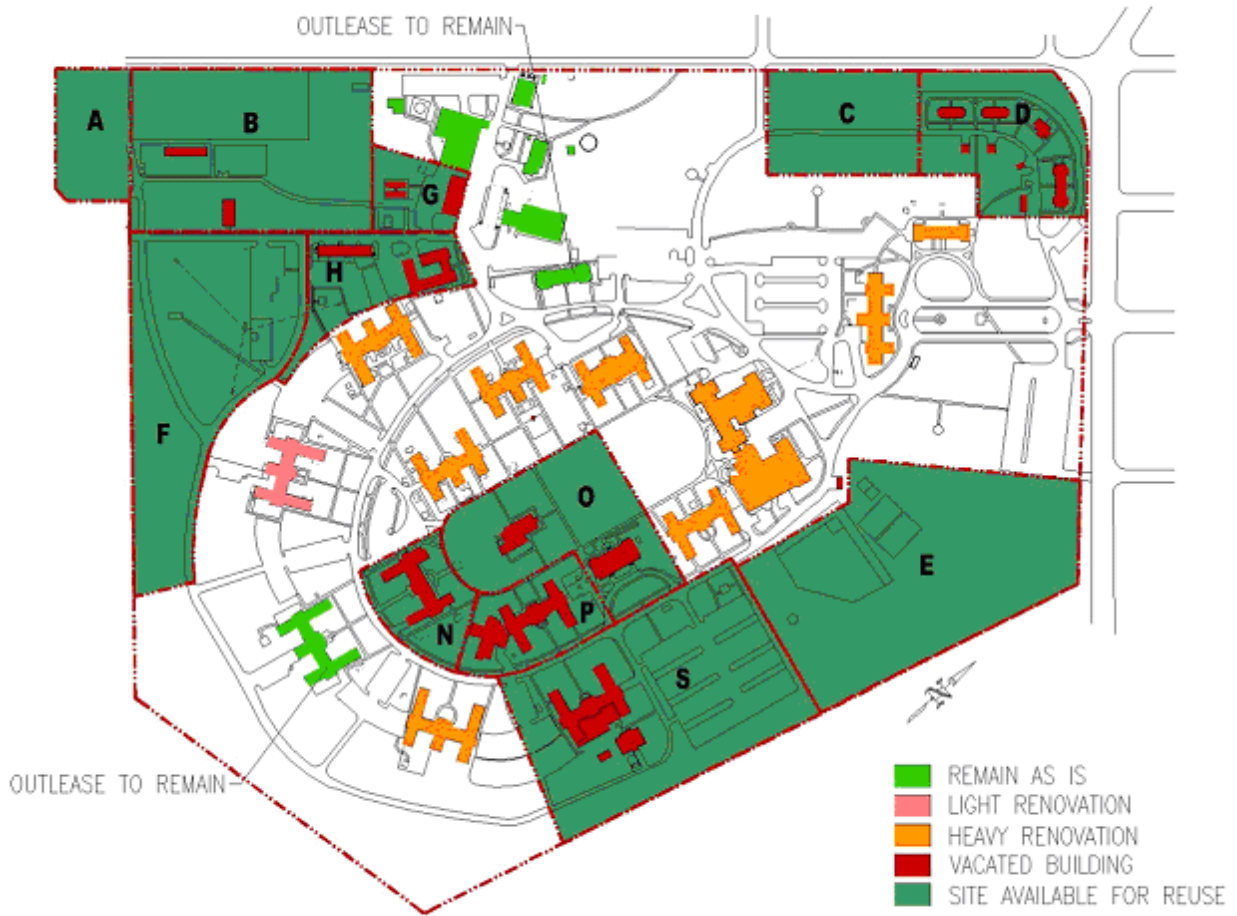 OUTLEASE TO REMAIN
A
B
C
D
G
H
F
O
E
N
P
S
N
OUTLEASE TO REMAIN
REMAIN AS IS
LIGHT RENOVATION
HEAVY RENOVATION
VACATED BUILDING
SITE AVAILABLE FOR REUSE